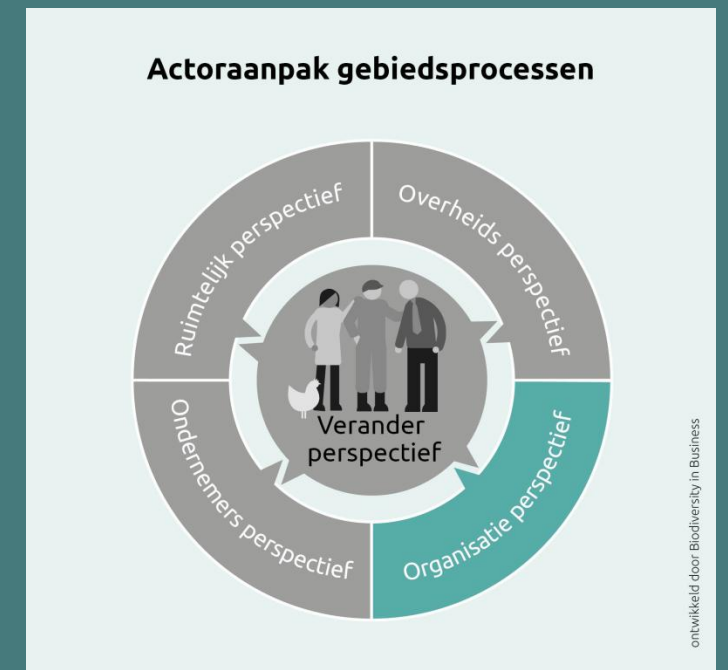 Actoraanpak gebiedsprocessen
Ruimtelijk perspectief
Overheids perspectief
Verander
perspectief
Ondernemers perspectief
Organisatie perspectief
ontwikkeld door Biodiversity in Business